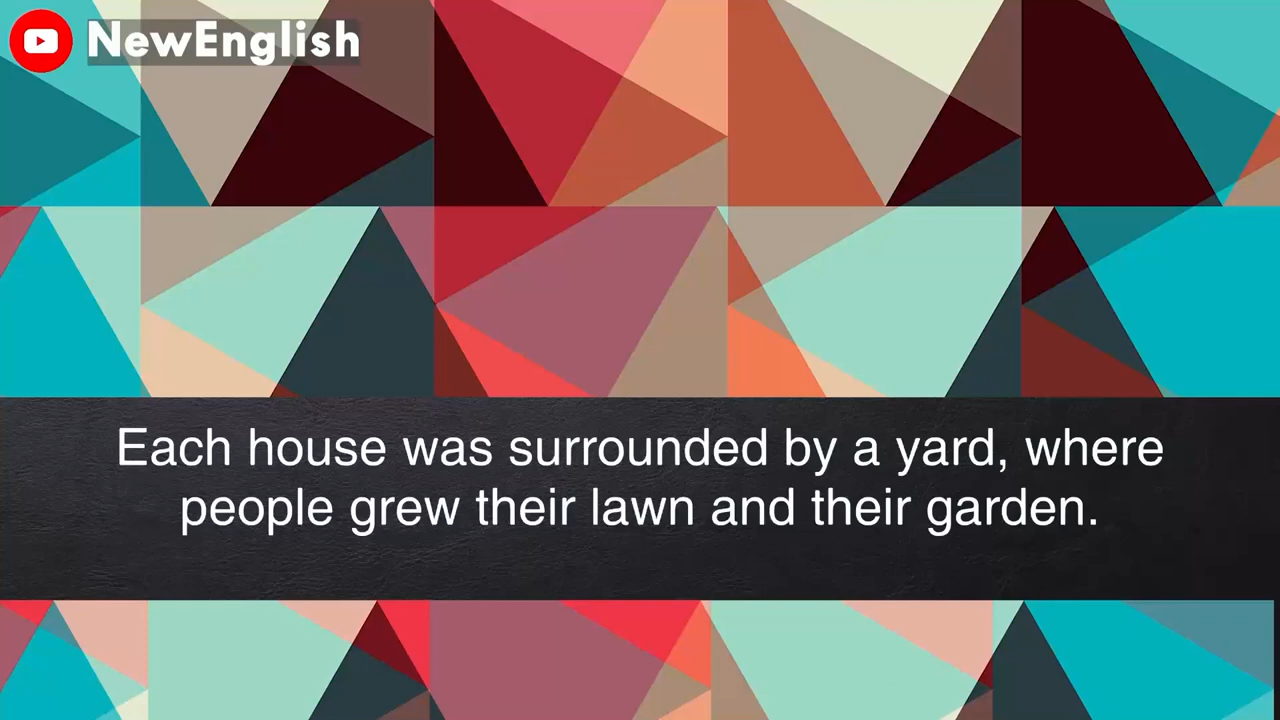 NewEnglish
Each house was surrounded by a yard, where
people grew their lawn and their garden.